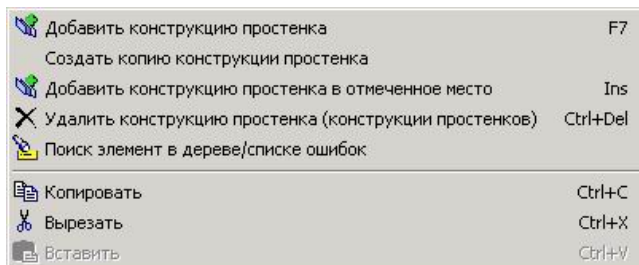 Добавить конструкцию простенка F7
Создать копию конструкции простенка
Добавить конструкцию простенка в отмеченное место Ins
Удалить конструкцию простенка (конструкции простенков) Ctrl+Del
Поиск элемент в дереве/списке ошибок
Копировать Ctrl+C
Вырезать Ctrl+X
Вставить Ctrl+V